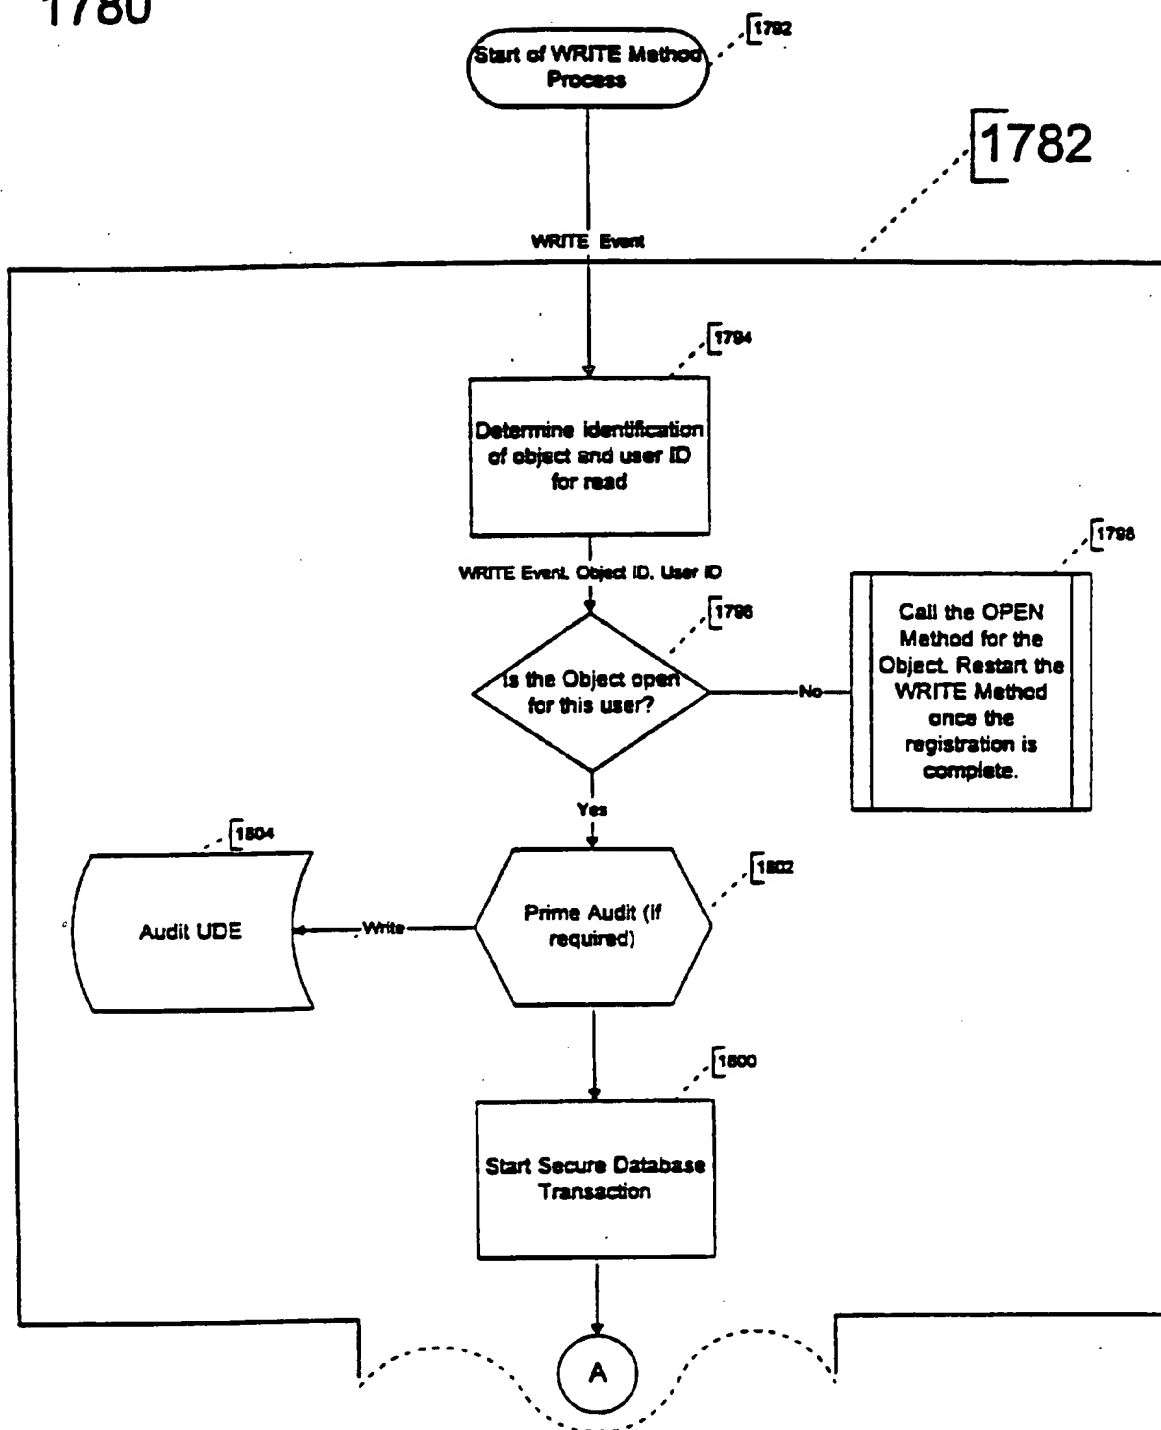 1780
1792
Start of WRITE Method
Process
1782
WRITE Event
1794
Determine identification
of object and user ID
for read
WRITE Event, Object ID, User ID
1796
Is the Object open
for this user?
No
1798
Call the OPEN
Method for the
Object. Restart the
WRITE Method
once the
registration is
complete.
Yes
1804
Audit UDE
Write
1802
Prime Audit (if
required)
1800
Start Secure Database
Transaction
A